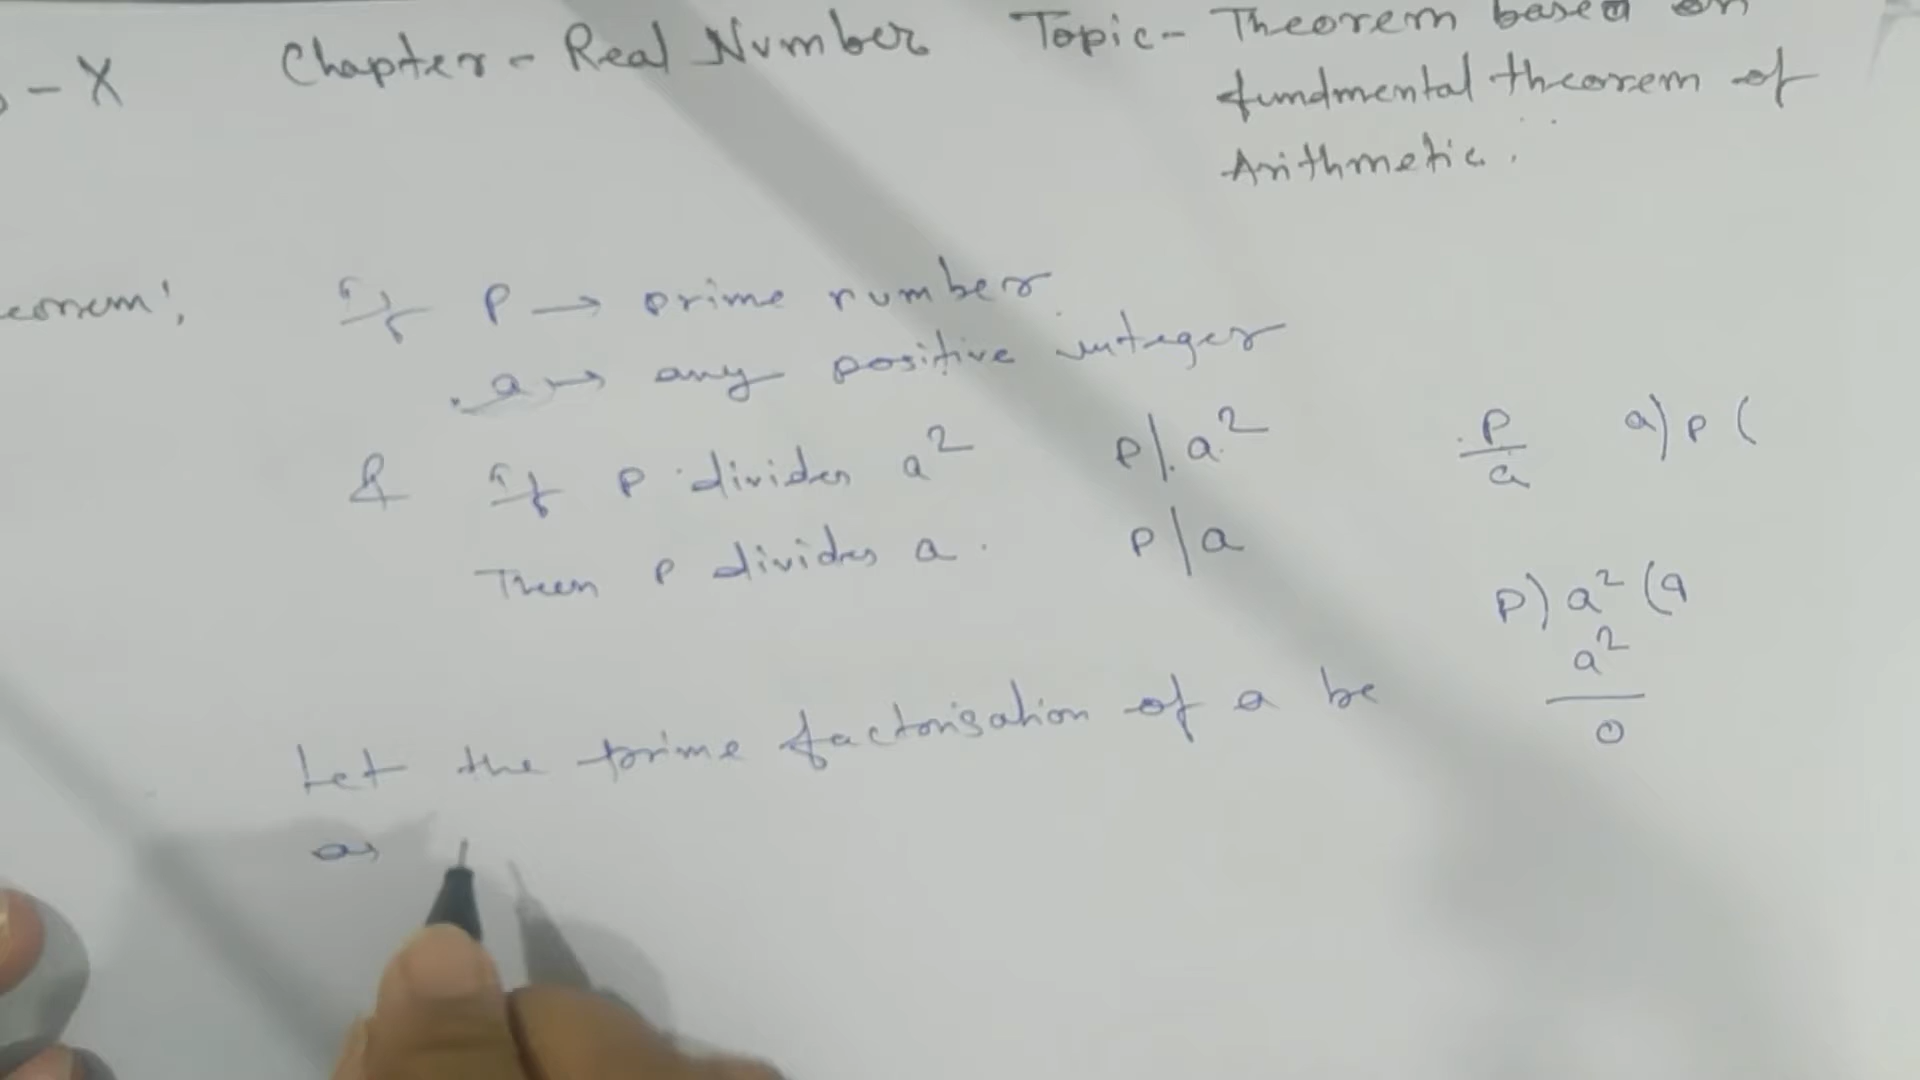 - X Chapter - Real Number Topic - Theorem based on
fundmental theorem of
Arithmetic.
eorem: If P → prime number
a → any positive integer
& If P divides a² P|a² P/a a)P(
Then P divides a. P|a
P)a²(q
a²
0
Let the prime factorisation of a be
as